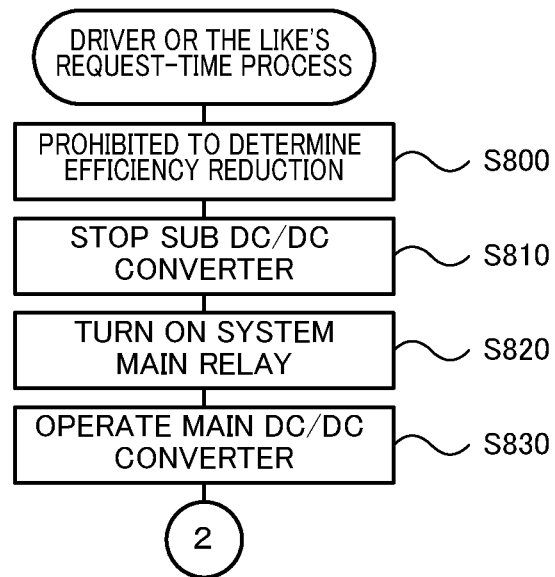 DRIVER OR THE LIKE'S
REQUEST-TIME PROCESS
PROHIBITED TO DETERMINE
EFFICIENCY REDUCTION
S800
STOP SUB DC/DC
CONVERTER
S810
TURN ON SYSTEM
MAIN RELAY
S820
OPERATE MAIN DC/DC
CONVERTER
S830
2